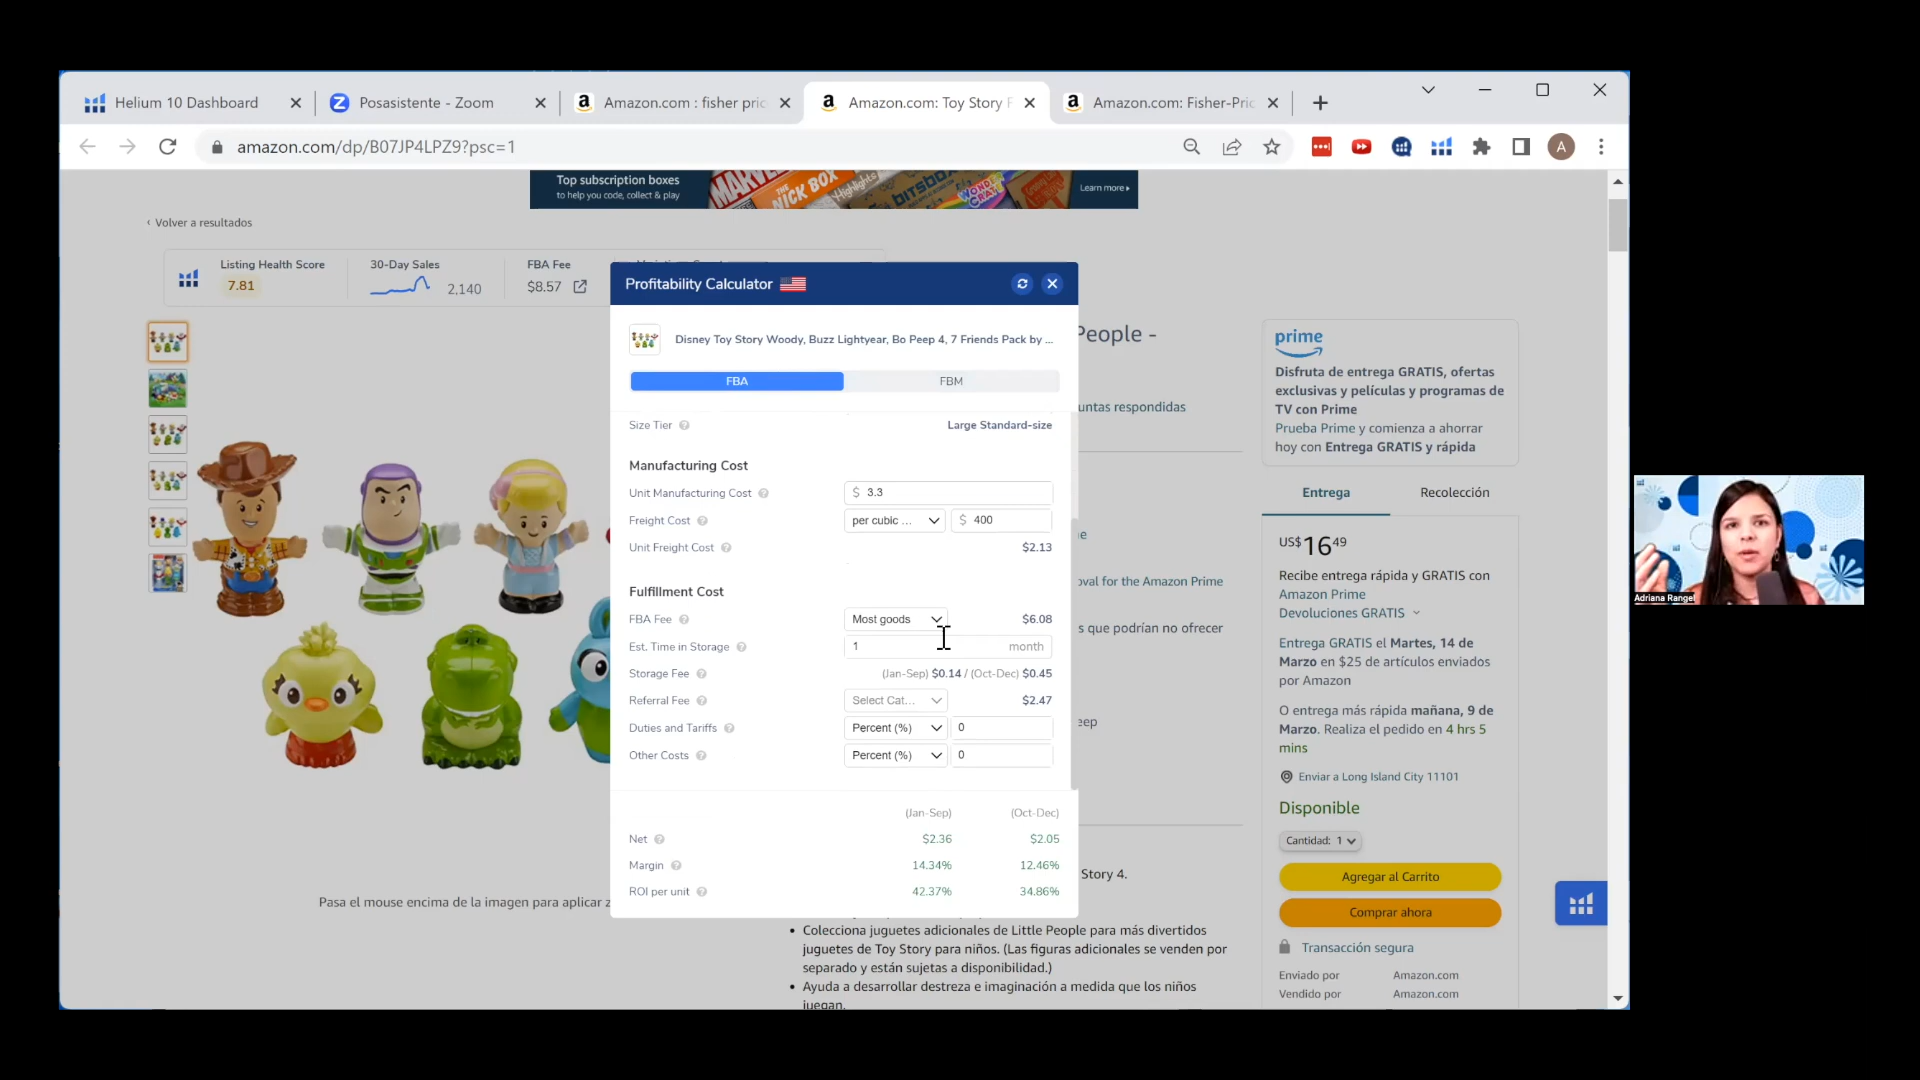 Helium 10 Dashboard
Posasistente - Zoom
Amazon.com : fisher pric
Amazon.com: Toy Story F
Amazon.com: Fisher-Pric
amazon.com/dp/B07JP4LPZ9?psc=1
A
Top subscription boxes
to help you code, collect & play
MARVEL
THE NICK BOX
Highlights
bitsbox
WONDER CRATE
Learn more
‹ Volver a resultados
Listing Health Score
7.81
30-Day Sales
2,140
FBA Fee
$8.57
Profitability Calculator
Disney Toy Story Woody, Buzz Lightyear, Bo Peep 4, 7 Friends Pack by ...
FBA
FBM
Size Tier
Large Standard-size
Manufacturing Cost
Unit Manufacturing Cost
$ 3.3
Freight Cost
per cubic ...
$ 400
Unit Freight Cost
$2.13
Fulfillment Cost
FBA Fee
Most goods
$6.08
Est. Time in Storage
1
month
Storage Fee
(Jan-Sep) $0.14 / (Oct-Dec) $0.45
Referral Fee
Select Cat...
$2.47
Duties and Tariffs
Percent (%)
0
Other Costs
Percent (%)
0
(Jan-Sep)
(Oct-Dec)
Net
$2.36
$2.05
Margin
14.34%
12.46%
ROI per unit
42.37%
34.86%
People -
untas respondidas
e
oval for the Amazon Prime
s que podrían no ofrecer
eep
Story 4.
Pasa el mouse encima de la imagen para aplicar z
• Colecciona juguetes adicionales de Little People para más divertidos
juguetes de Toy Story para niños. (Las figuras adicionales se venden por
separado y están sujetas a disponibilidad.)
• Ayuda a desarrollar destreza e imaginación a medida que los niños
juegan.
prime
Disfruta de entrega GRATIS, ofertas
exclusivas y películas y programas de
TV con Prime
Prueba Prime y comienza a ahorrar
hoy con Entrega GRATIS y rápida
Entrega
Recolección
US$16 49
Recibe entrega rápida y GRATIS con
Amazon Prime
Devoluciones GRATIS
Entrega GRATIS el Martes, 14 de
Marzo en $25 de artículos enviados
por Amazon
O entrega más rápida mañana, 9 de
Marzo. Realiza el pedido en 4 hrs 5
mins
Enviar a Long Island City 11101
Disponible
Cantidad: 1
Agregar al Carrito
Comprar ahora
Transacción segura
Enviado por
Amazon.com
Vendido por
Amazon.com
Adriana Rangel